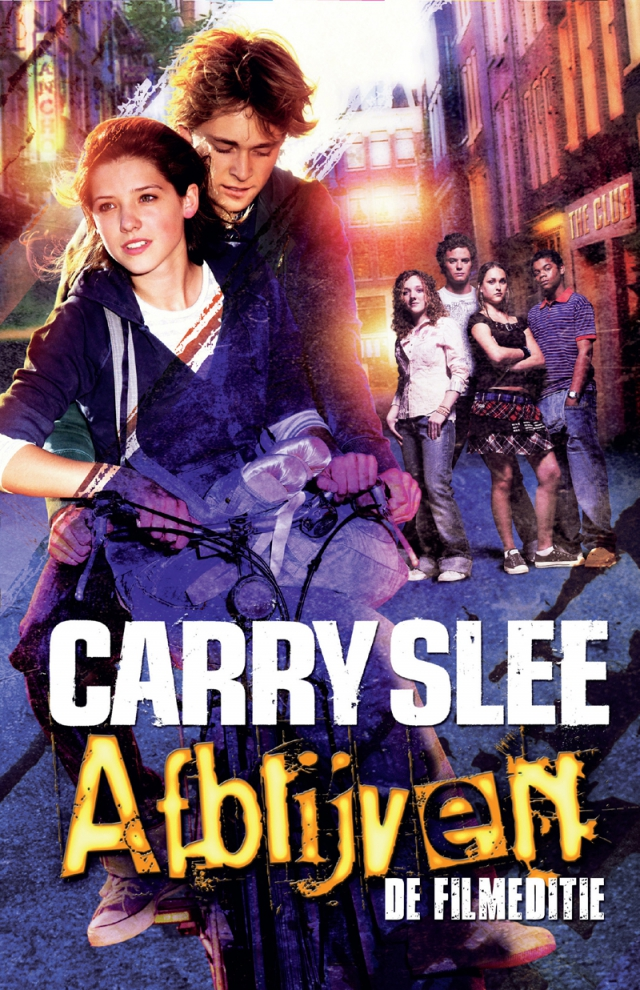 THE CLUB
CARRY SLEE
Afblijven
DE FILMEDITIE